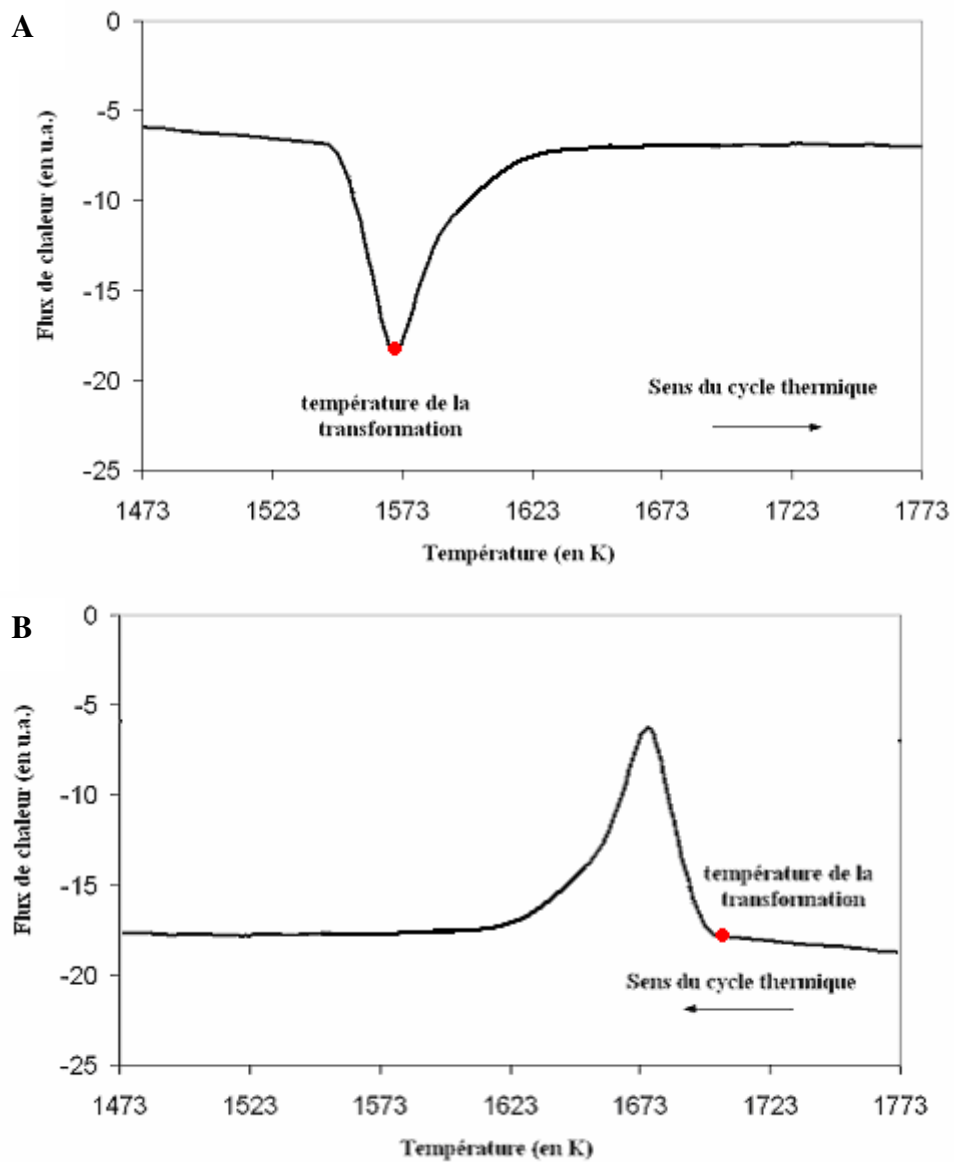 A
0
-5
-10
-15
-20
-25
Flux de chaleur (en u.a.)
température de la
transformation
Sens du cycle thermique
1473 1523 1573 1623 1673 1723 1773
Température (en K)
B
0
-5
-10
-15
-20
-25
Flux de chaleur (en u.a.)
température de la
transformation
Sens du cycle thermique
1473 1523 1573 1623 1673 1723 1773
Température (en K)